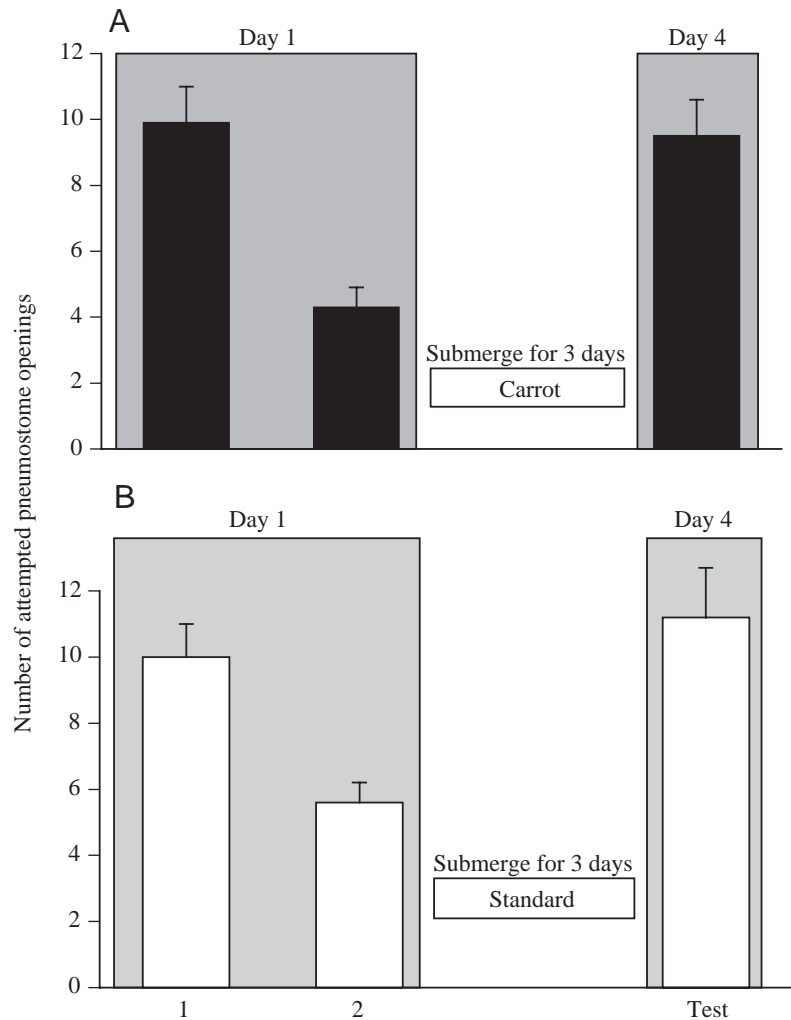 A
Day 1
Day 4
12
10
8
6
4
2
0
Submerge for 3 days
Carrot
Number of attempted pneumostome openings
B
Day 1
Day 4
12
10
8
6
4
2
0
Submerge for 3 days
Standard
1
2
Test